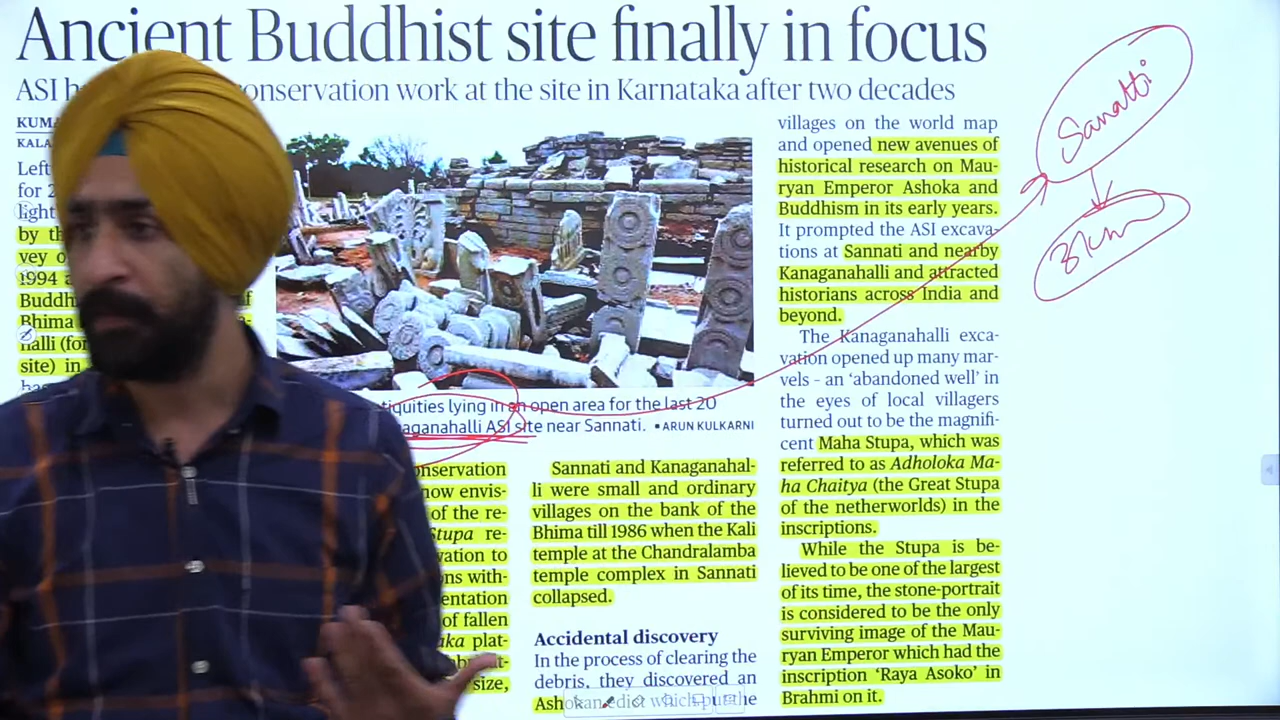 Ancient Buddhist site finally in focus
ASI conservation work at the site in Karnataka after two decades
KALA
Left
for 2
light
by th
vey o
1994 a
Buddh
Bhima
halli (for
site) in
tiquities lying in an open area for the last 20
aganahalli ASI site near Sannati. ▪ ARUN KULKARNI
onservation
now envis-
of the re-
Stupa re-
vation to
ons with-
entation
of fallen
aka plat-
size,
Sannati and Kanaganahal-
li were small and ordinary
villages on the bank of the
Bhima till 1986 when the Kali
temple at the Chandralamba
temple complex in Sannati
collapsed.
Accidental discovery
In the process of clearing the
debris, they discovered an
Ashokan edict which put the
villages on the world map
and opened new avenues of
historical research on Mau-
ryan Emperor Ashoka and
Buddhism in its early years.
It prompted the ASI excava-
tions at Sannati and nearby
Kanaganahalli and attracted
historians across India and
beyond.
The Kanaganahalli exca-
vation opened up many mar-
vels - an ‘abandoned well’ in
the eyes of local villagers
turned out to be the magnifi-
cent Maha Stupa, which was
referred to as Adholoka Ma-
ha Chaitya (the Great Stupa
of the netherworlds) in the
inscriptions.
While the Stupa is be-
lieved to be one of the largest
of its time, the stone-portrait
is considered to be the only
surviving image of the Mau-
ryan Emperor which had the
inscription ‘Raya Asoko’ in
Brahmi on it.
Sanatti